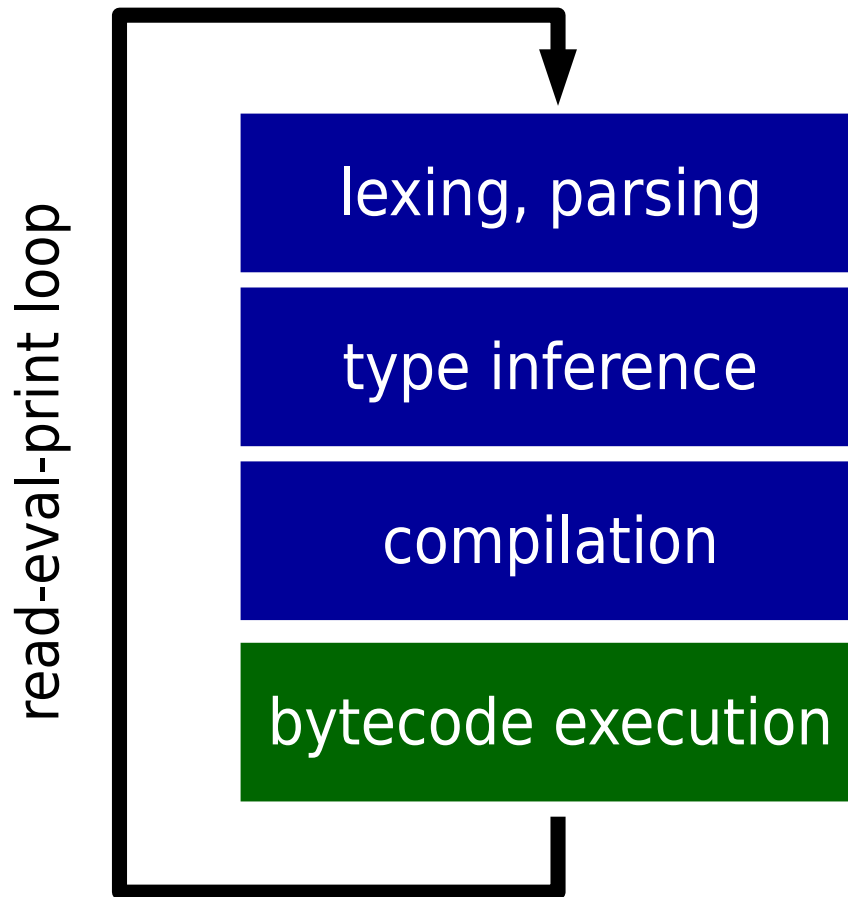 read-eval-print loop
lexing, parsing
type inference
compilation
bytecode execution